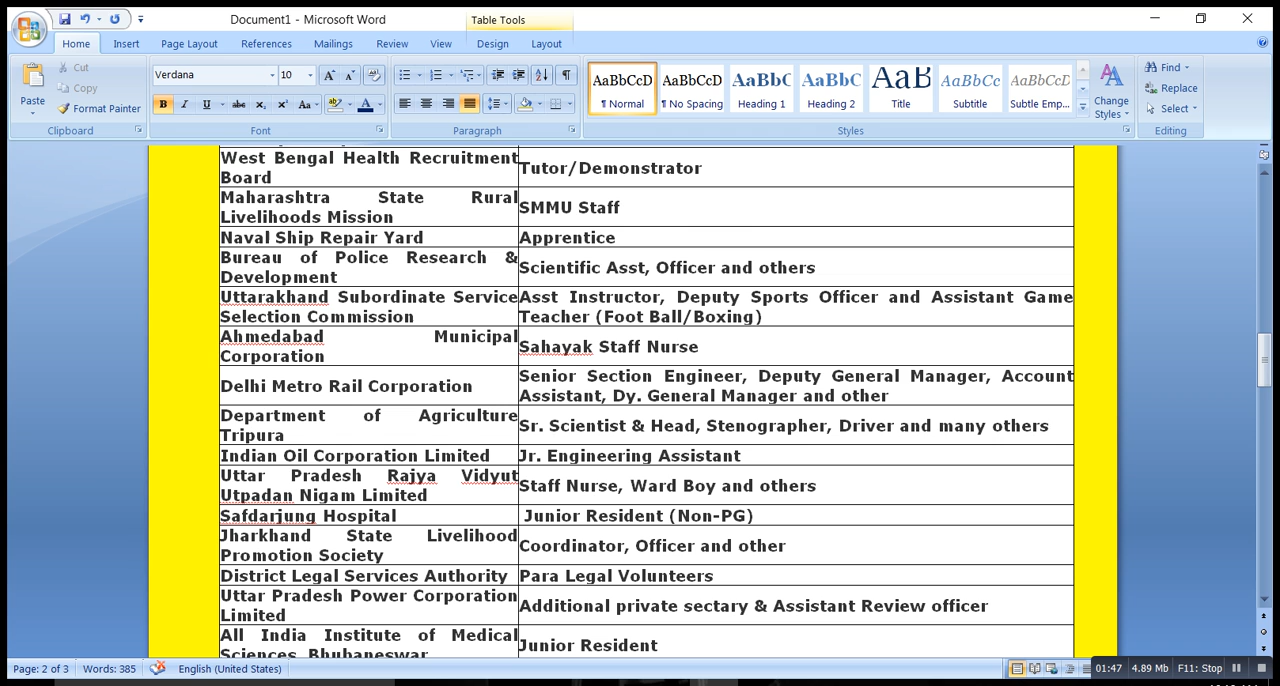 Document1 - Microsoft Word
Table Tools
Home Insert Page Layout References Mailings Review View Design Layout
Paste
Cut
Copy
Format Painter
Clipboard
Verdana 10
Font
Paragraph
AaBbCcD AaBbCcD AaBbC AaBbC AaB AaBbCc AaBbCcD
¶ Normal ¶ No Spacing Heading 1 Heading 2 Title Subtitle Subtle Emp...
Change
Styles
Styles
Find
Replace
Select
Editing
West Bengal Health Recruitment
Board
Tutor/Demonstrator
Maharashtra State Rural
Livelihoods Mission
SMMU Staff
Naval Ship Repair Yard
Apprentice
Bureau of Police Research &
Development
Scientific Asst, Officer and others
Uttarakhand Subordinate Service
Selection Commission
Asst Instructor, Deputy Sports Officer and Assistant Game
Teacher (Foot Ball/Boxing)
Ahmedabad Municipal
Corporation
Sahayak Staff Nurse
Delhi Metro Rail Corporation
Senior Section Engineer, Deputy General Manager, Account
Assistant, Dy. General Manager and other
Department of Agriculture
Tripura
Sr. Scientist & Head, Stenographer, Driver and many others
Indian Oil Corporation Limited
Jr. Engineering Assistant
Uttar Pradesh Rajya Vidyut
Utpadan Nigam Limited
Staff Nurse, Ward Boy and others
Safdarjung Hospital
Junior Resident (Non-PG)
Jharkhand State Livelihood
Promotion Society
Coordinator, Officer and other
District Legal Services Authority
Para Legal Volunteers
Uttar Pradesh Power Corporation
Limited
Additional private sectary & Assistant Review officer
All India Institute of Medical
Sciences, Bhubaneswar
Junior Resident
Page: 2 of 3 Words: 385 English (United States)
01:47 4.89 Mb F11: Stop